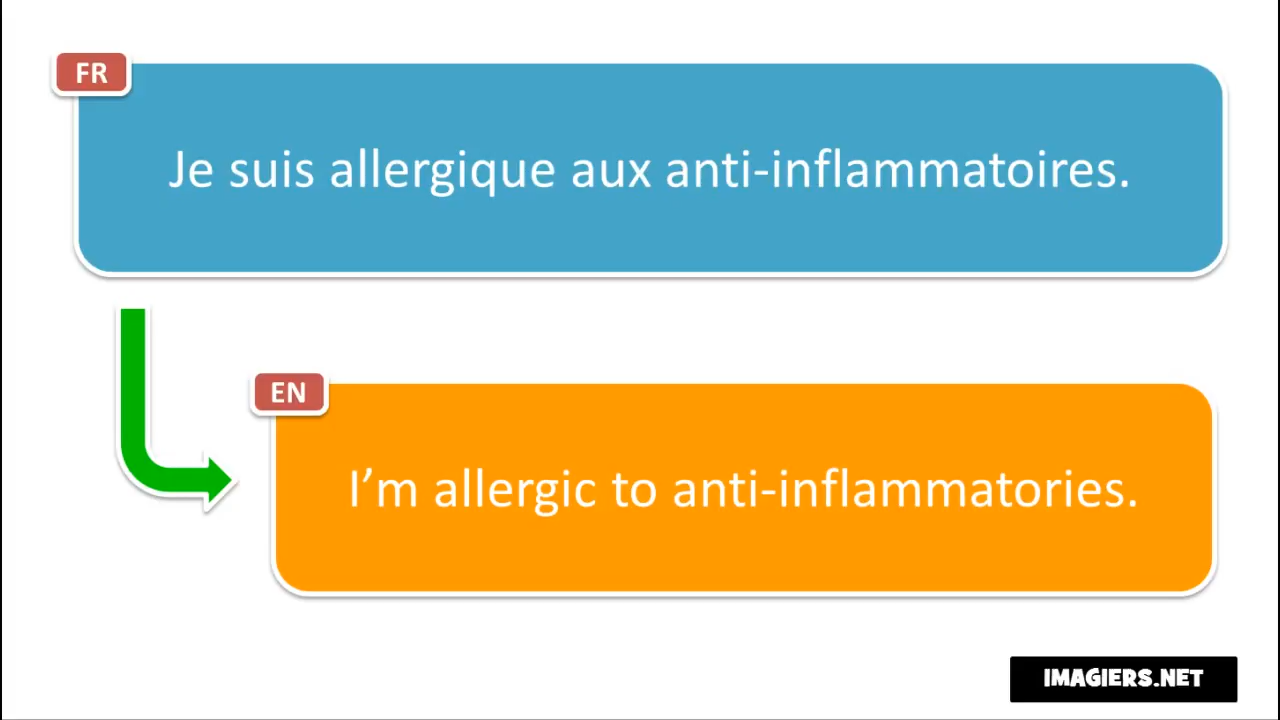 FR
Je suis allergique aux anti-inflammatoires.
EN
I’m allergic to anti-inflammatories.
IMAGIERS.NET